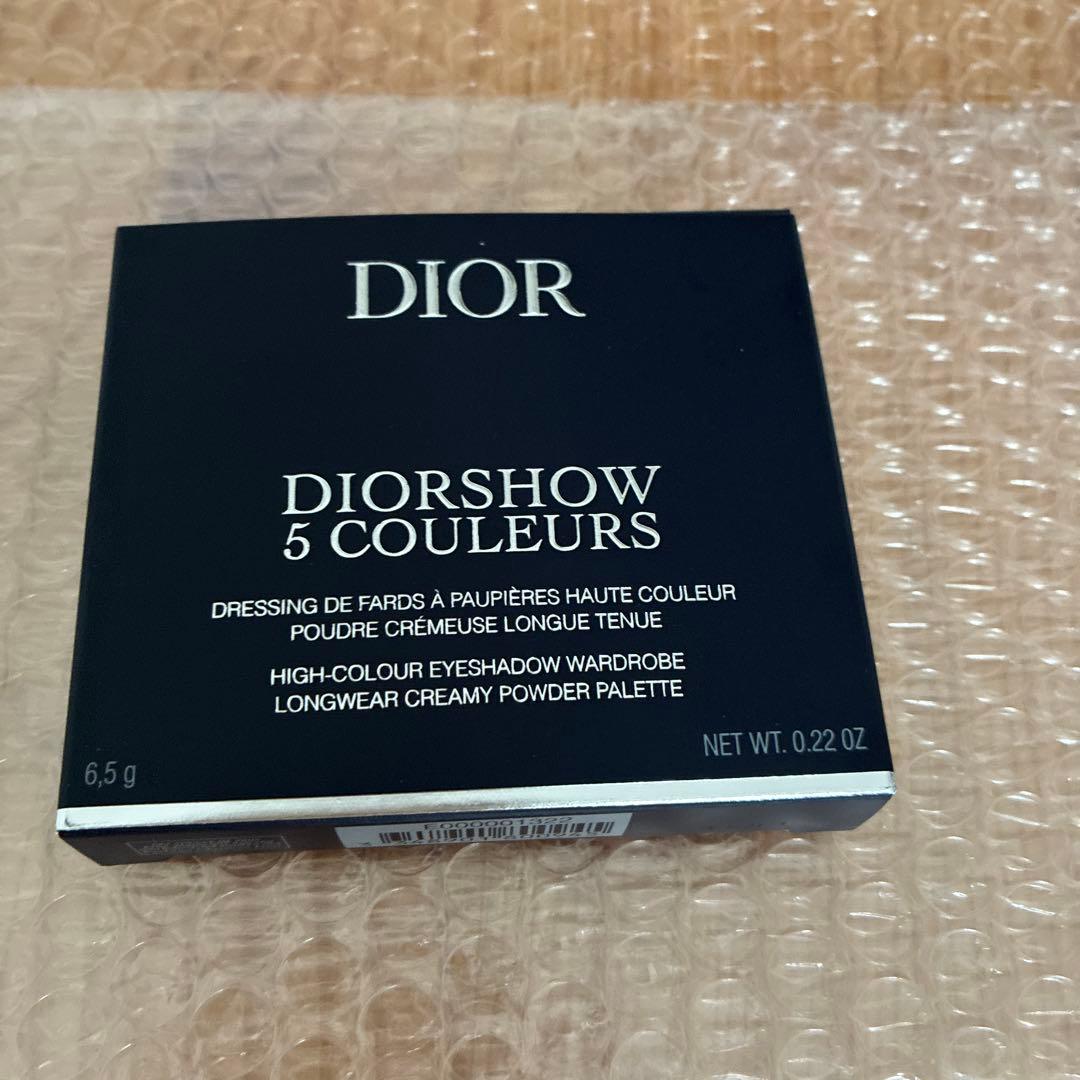 DIOR
DIORSHOW
5 COULEURS
DRESSING DE FARDS À PAUPIÈRES HAUTE COULEUR
POUDRE CRÉMEUSE LONGUE TENUE
HIGH-COLOUR EYESHADOW WARDROBE
LONGWEAR CREAMY POWDER PALETTE
6,5 g
NET WT. 0.22 OZ
E000001322